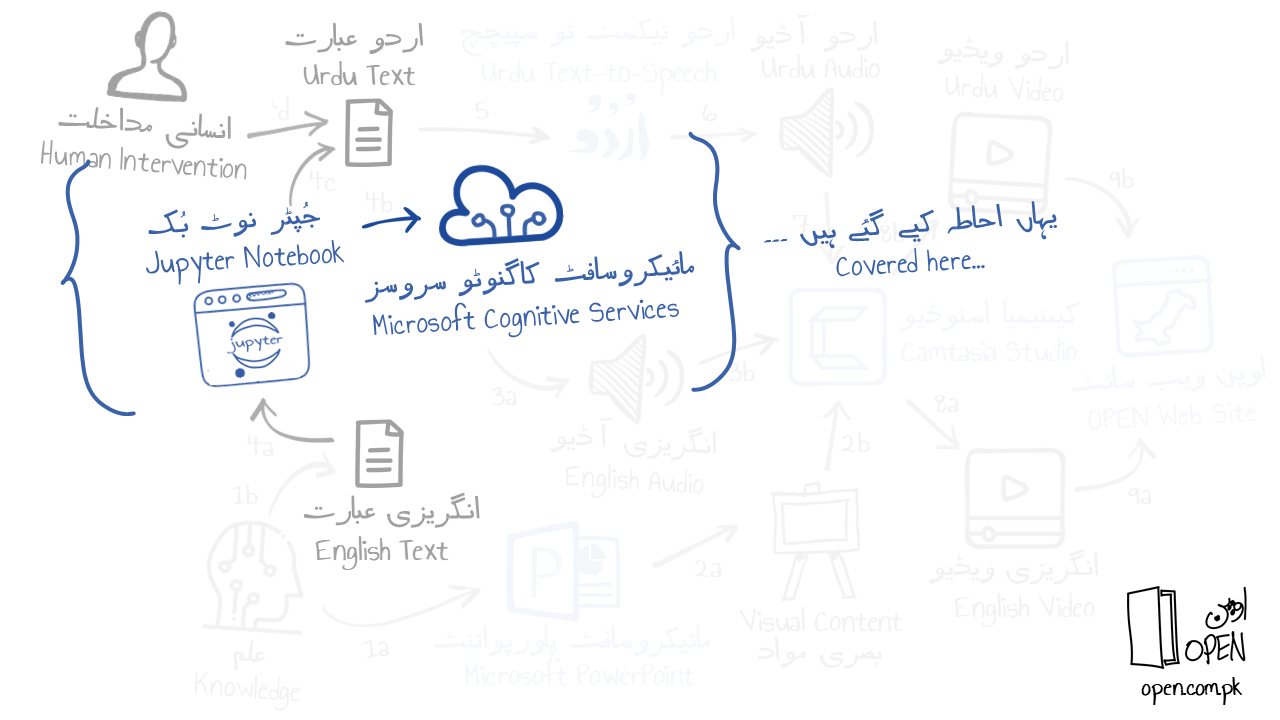 اردو عبارت
Urdu Text
اردو ٹیکسٹ ٹو سپیچچ
Urdu Text-to-Speech
اردو آڈیو
Urdu Audio
اردو ویڈیو
Urdu Video
انسانی مداخلت
Human Intervention
4d
5
اردو
6
4c
4b
9b
جُپٹر نوٹ بُک
Jupyter Notebook
jupyter
مائیکروسافٹ کاگنوٹو سروسز
Microsoft Cognitive Services
7
یہاں احاطہ کیے گئے ہیں ...
Covered here...
3a
3b
کیمٹیسیا اسٹوڈیو
Camtasia Studio
اوپن ویب سائٹ
OPEN Web Site
4a
1b
انگریزی عبارت
English Text
انگریزی آڈیو
English Audio
2b
8a
9a
علم
Knowledge
1a
P
مائیکروسافٹ پاورپوائنٹ
Microsoft PowerPoint
2a
Visual Content
بصری مواد
انگریزی ویڈیو
English Video
اوپن
OPEN
open.com.pk